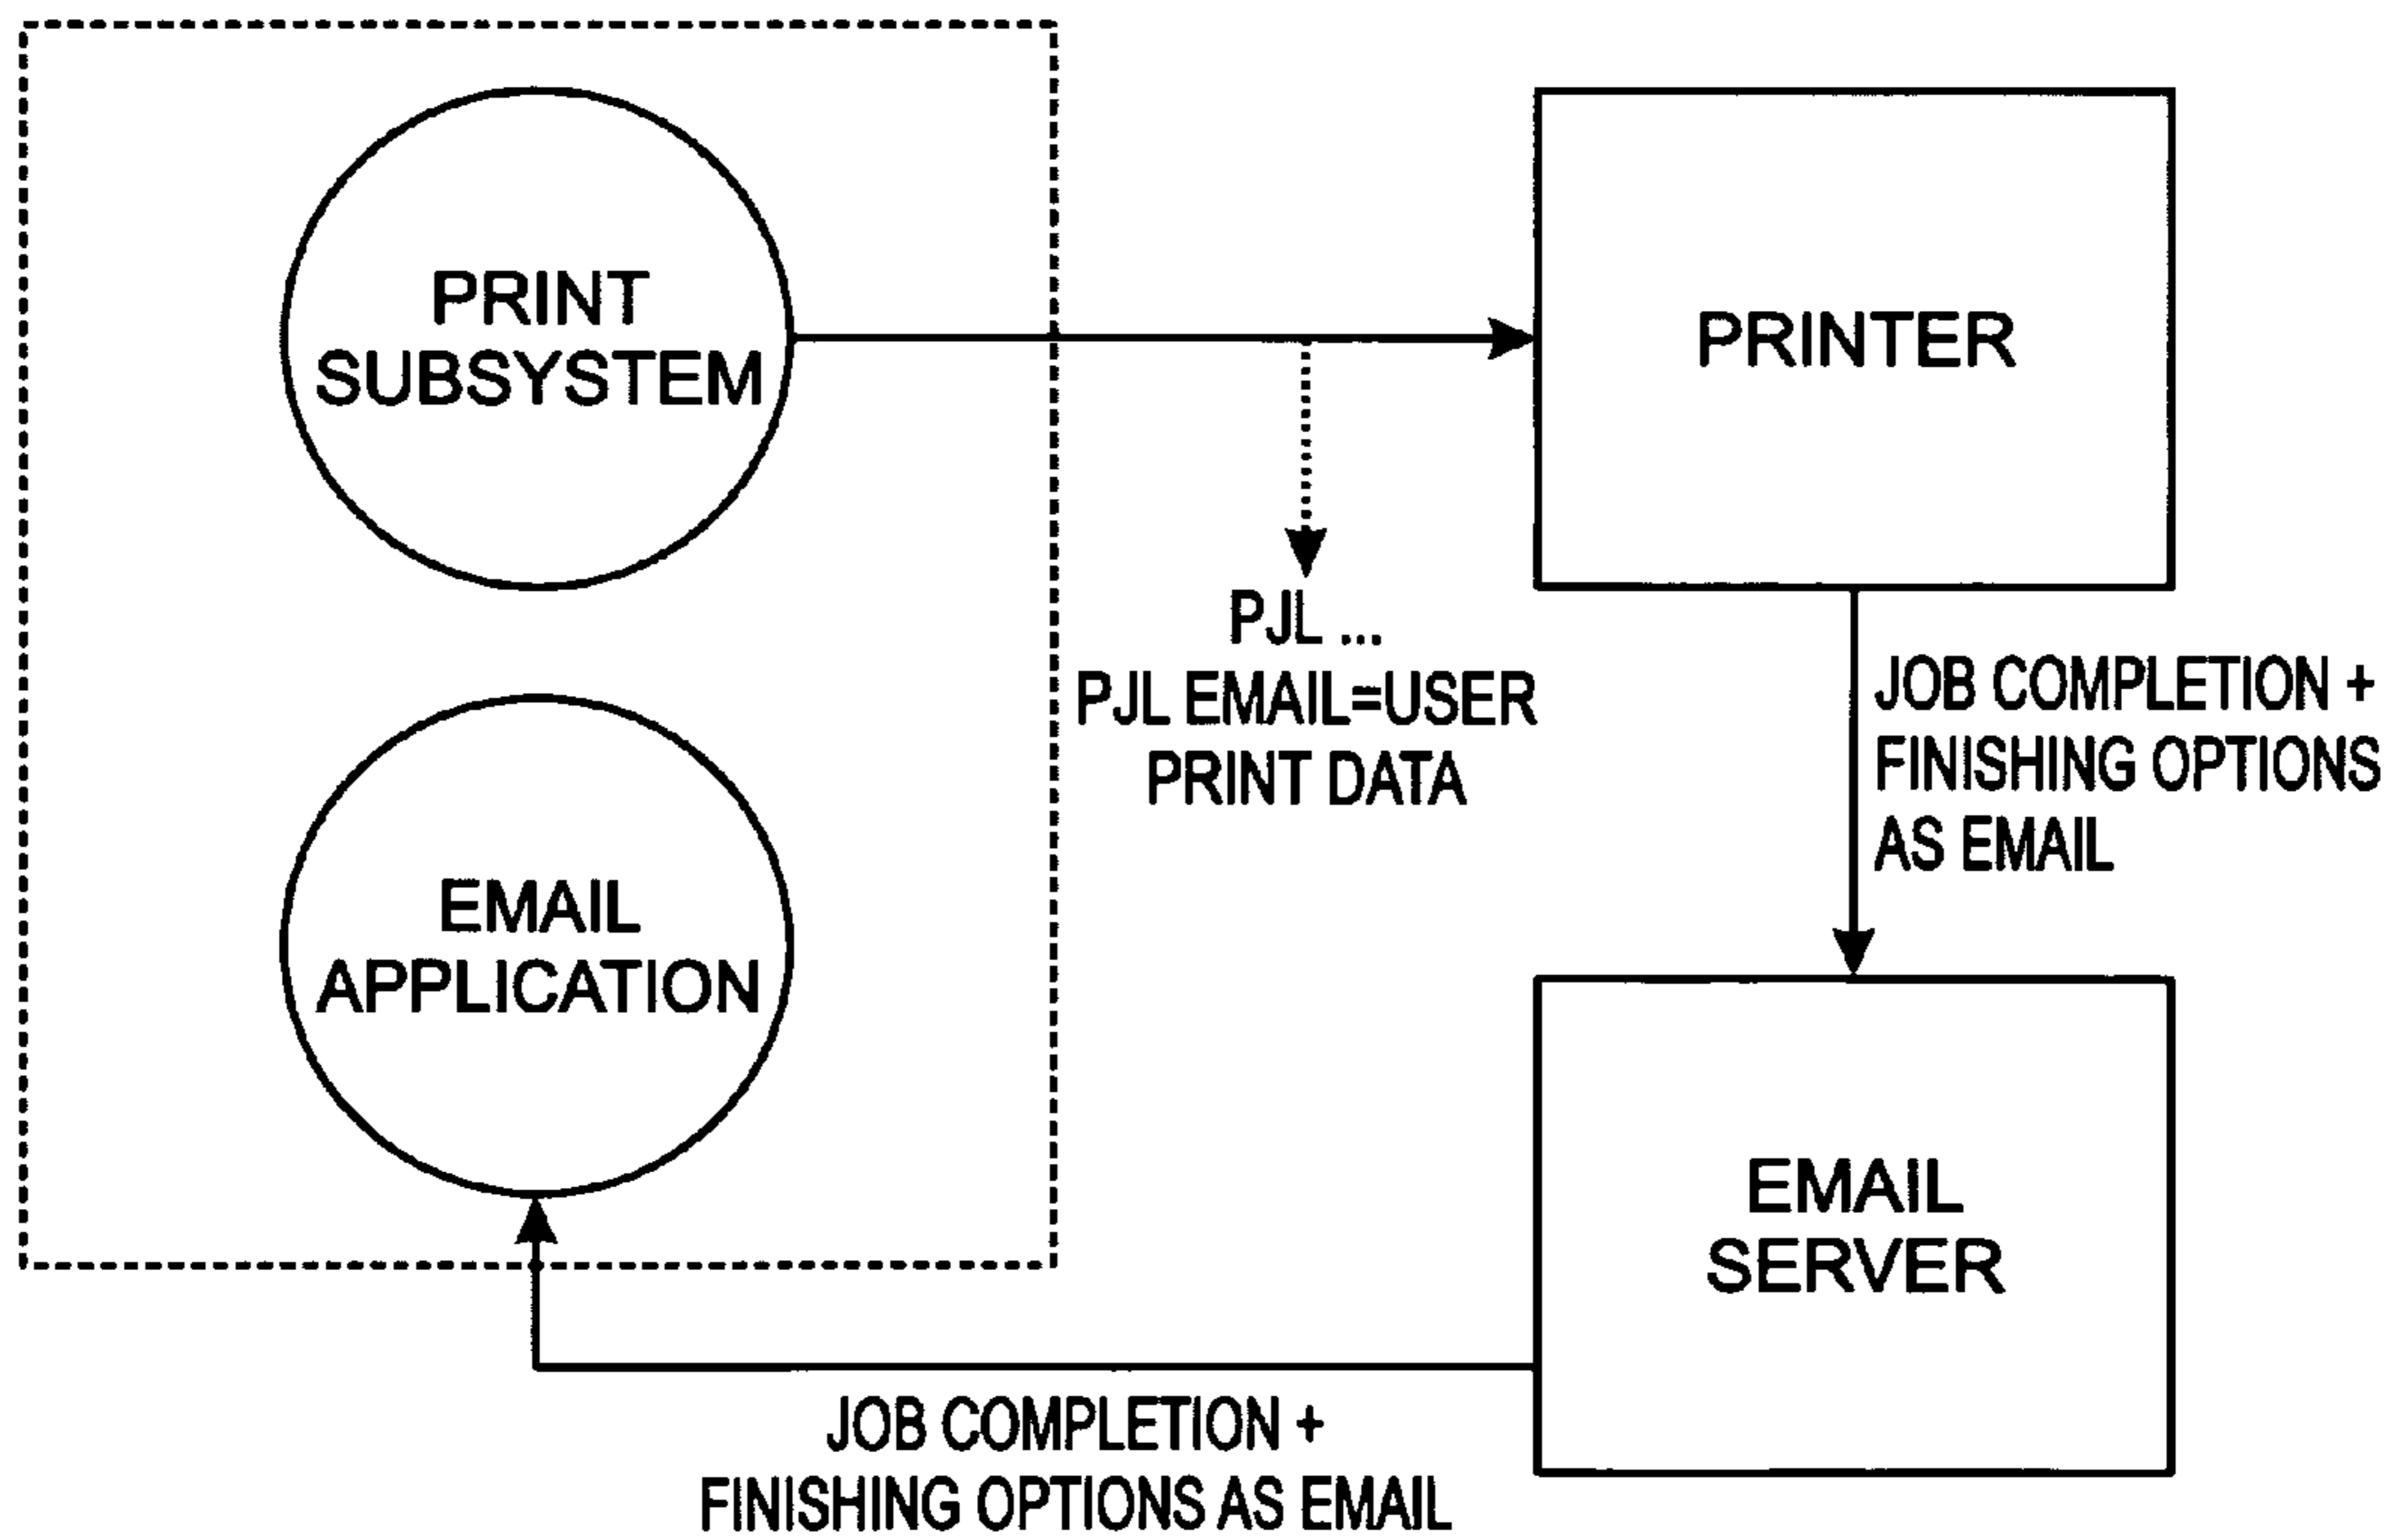 PRINT
SUBSYSTEM
PRINTER
PJL ...
PJL EMAIL=USER
PRINT DATA
JOB COMPLETION +
FINISHING OPTIONS
AS EMAIL
EMAIL
APPLICATION
EMAIL
SERVER
JOB COMPLETION +
FINISHING OPTIONS AS EMAIL